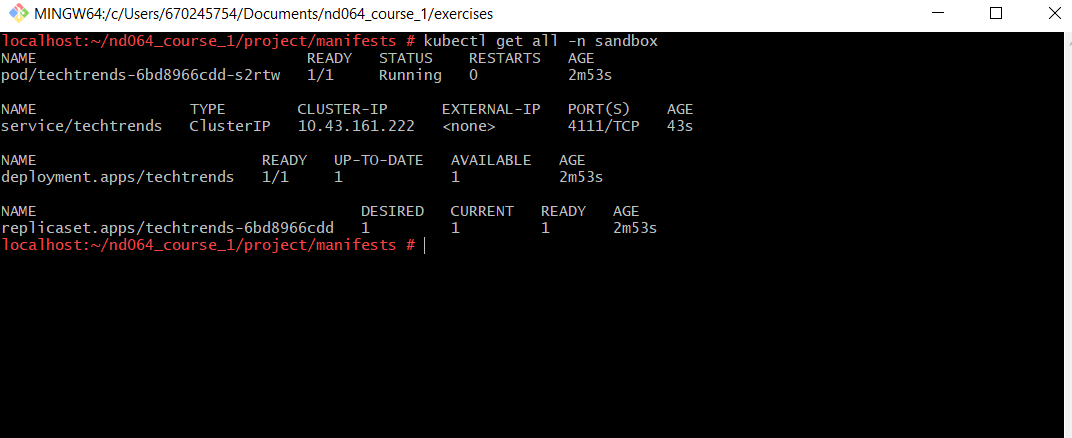 MINGW64:/c/Users/670245754/Documents/nd064_course_1/exercises
localhost:~/nd064_course_1/project/manifests # kubectl get all -n sandbox
NAME READY STATUS RESTARTS AGE
pod/techtrends-6bd8966cdd-s2rtw 1/1 Running 0 2m53s
NAME TYPE CLUSTER-IP EXTERNAL-IP PORT(S) AGE
service/techtrends ClusterIP 10.43.161.222 <none> 4111/TCP 43s
NAME READY UP-TO-DATE AVAILABLE AGE
deployment.apps/techtrends 1/1 1 1 2m53s
NAME DESIRED CURRENT READY AGE
replicaset.apps/techtrends-6bd8966cdd 1 1 1 2m53s
localhost:~/nd064_course_1/project/manifests #